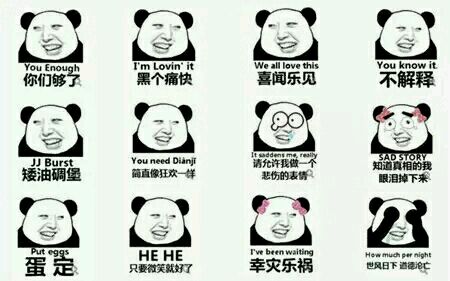 You Enough
你们够了
I'm Lovin' it
黑个痛快
We all love this
喜闻乐见
You know it.
不解释
JJ Burst
矮油碉堡
You need Diànjī
简直像狂欢一样
It saddens me, really
请允许我做一个
悲伤的表情
SAD STORY
知道真相的我
眼泪掉下来
Put eggs
蛋定
HE HE
只要微笑就好了
I've been waiting
幸灾乐祸
How much per night
世风日下 道德沦亡